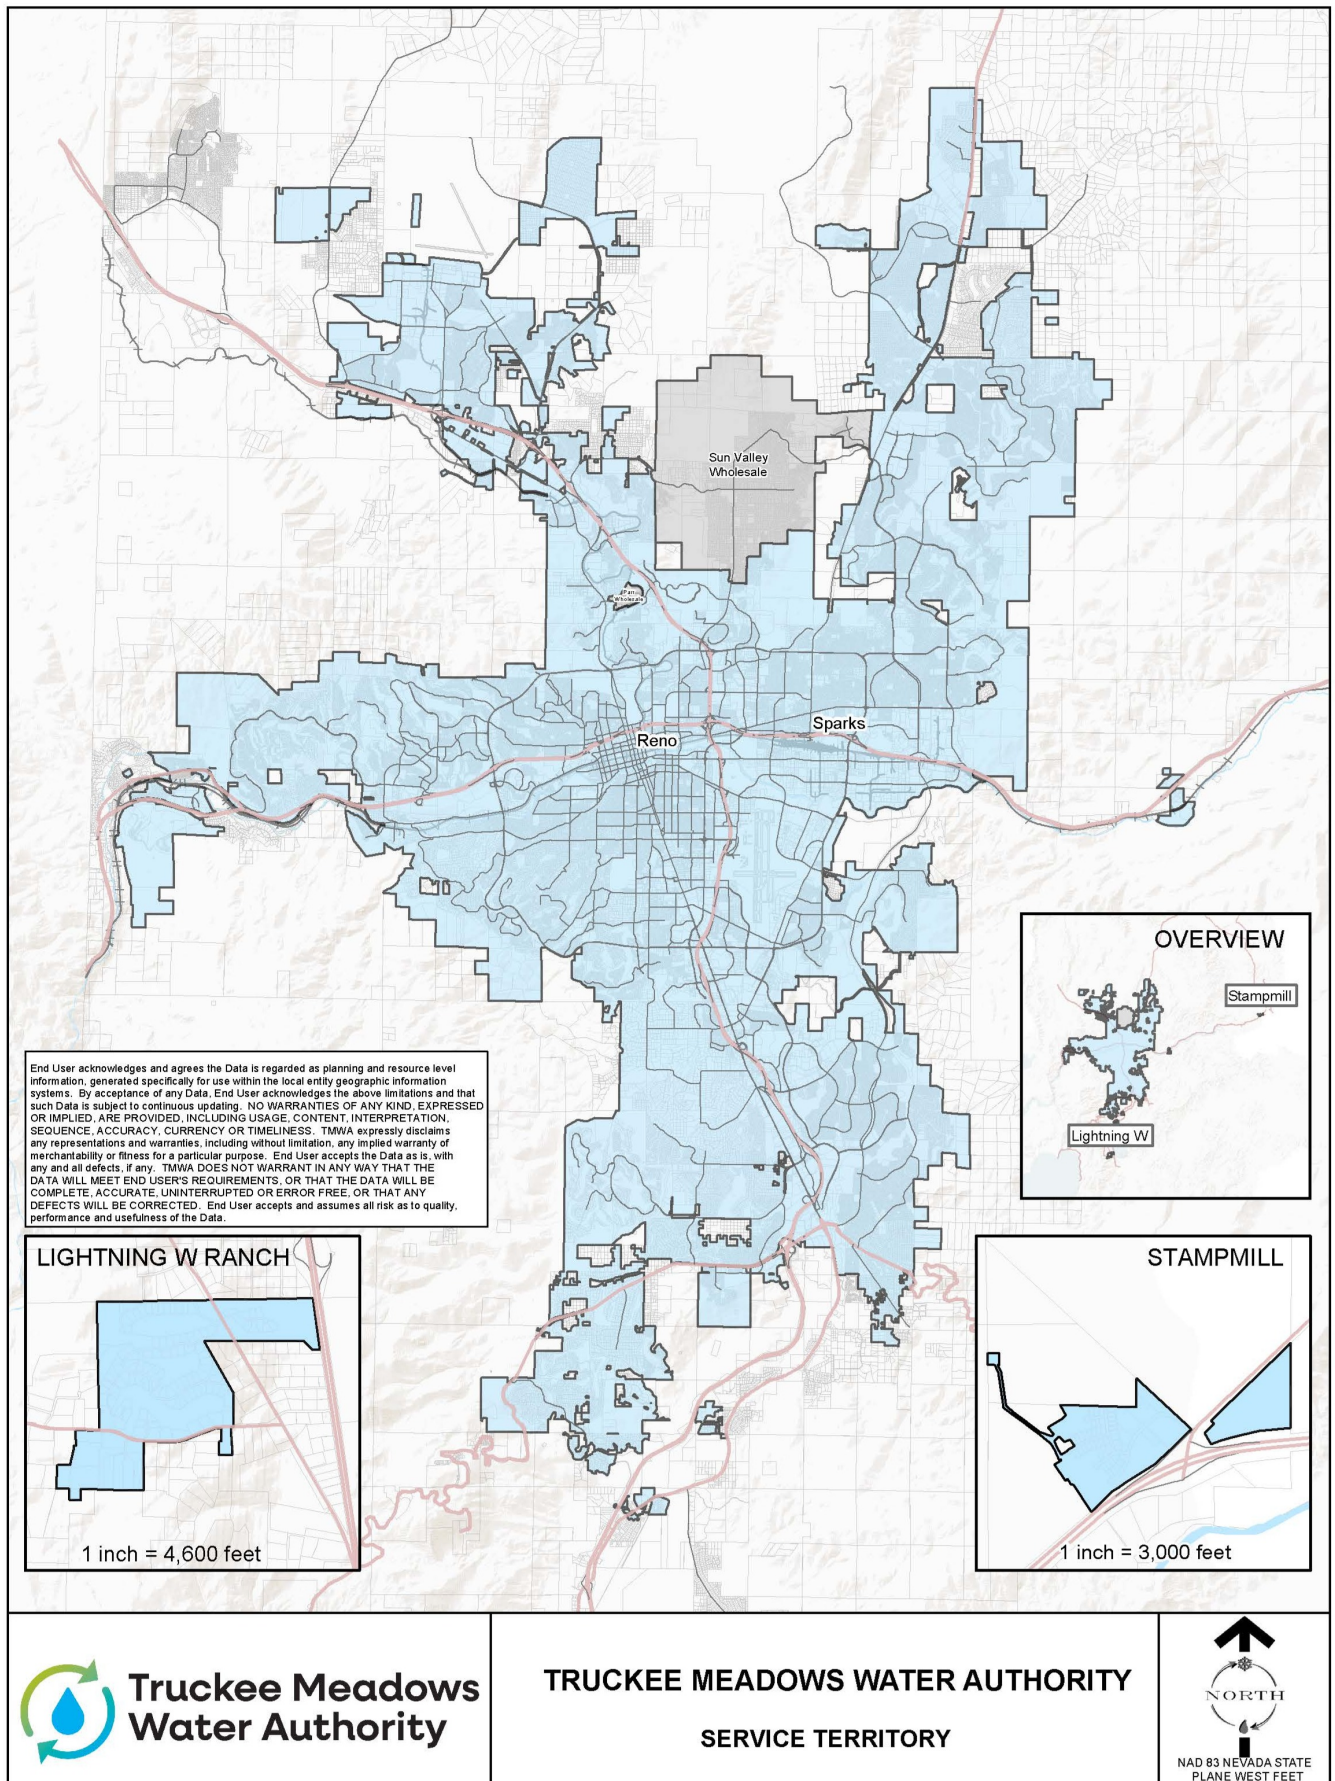 Sun Valley
Wholesale
Parr
Wholesale
Reno
Sparks
OVERVIEW
Stampmill
Lightning W
End User acknowledges and agrees the Data is regarded as planning and resource level
information, generated specifically for use within the local entity geographic information
systems. By acceptance of any Data, End User acknowledges the above limitations and that
such Data is subject to continuous updating. NO WARRANTIES OF ANY KIND, EXPRESSED
OR IMPLIED, ARE PROVIDED, INCLUDING USAGE, CONTENT, INTERPRETATION,
SEQUENCE, ACCURACY, CURRENCY OR TIMELINESS. TMWA expressly disclaims
any representations and warranties, including without limitation, any implied warranty of
merchantability or fitness for a particular purpose. End User accepts the Data as is, with
any and all defects, if any. TMWA DOES NOT WARRANT IN ANY WAY THAT THE
DATA WILL MEET END USER'S REQUIREMENTS, OR THAT THE DATA WILL BE
COMPLETE, ACCURATE, UNINTERRUPTED OR ERROR FREE, OR THAT ANY
DEFECTS WILL BE CORRECTED. End User accepts and assumes all risk as to quality,
performance and usefulness of the Data.
LIGHTNING W RANCH
1 inch = 4,600 feet
STAMPMILL
1 inch = 3,000 feet
Truckee Meadows
Water Authority
TRUCKEE MEADOWS WATER AUTHORITY
SERVICE TERRITORY
NORTH
NAD 83 NEVADA STATE
PLANE WEST FEET